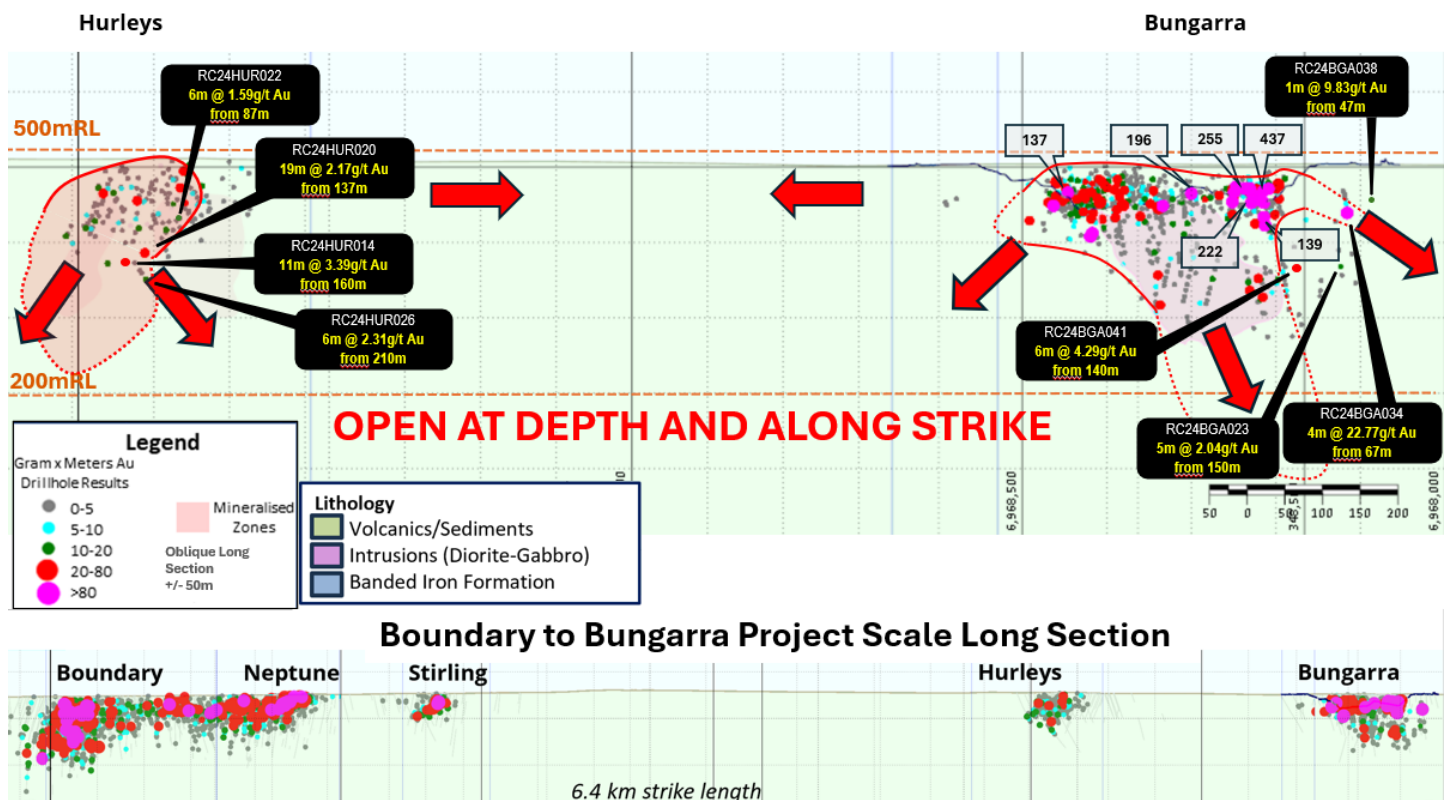 Hurleys
Bungarra
RC24HUR022
6m @ 1.59g/t Au
from 87m
RC24BGA038
1m @ 9.83g/t Au
from 47m
500mRL
RC24HUR020
19m @ 2.17g/t Au
from 137m
137
196
255
437
RC24HUR014
11m @ 3.39g/t Au
from 160m
222
139
RC24HUR026
6m @ 2.31g/t Au
from 210m
RC24BGA041
6m @ 4.29g/t Au
from 140m
200mRL
OPEN AT DEPTH AND ALONG STRIKE
RC24BGA023
5m @ 2.04g/t Au
from 150m
RC24BGA034
4m @ 22.77g/t Au
from 67m
Legend
Gram x Meters Au
Drillhole Results
0-5
5-10
10-20
20-80
>80
Mineralised
Zones
Oblique Long
Section
+/- 50m
Lithology
Volcanics/Sediments
Intrusions (Diorite-Gabbro)
Banded Iron Formation
6,968,500
6,968,000
50 0 50 100 150 200
Boundary to Bungarra Project Scale Long Section
Boundary
Neptune
Stirling
Hurleys
Bungarra
6.4 km strike length